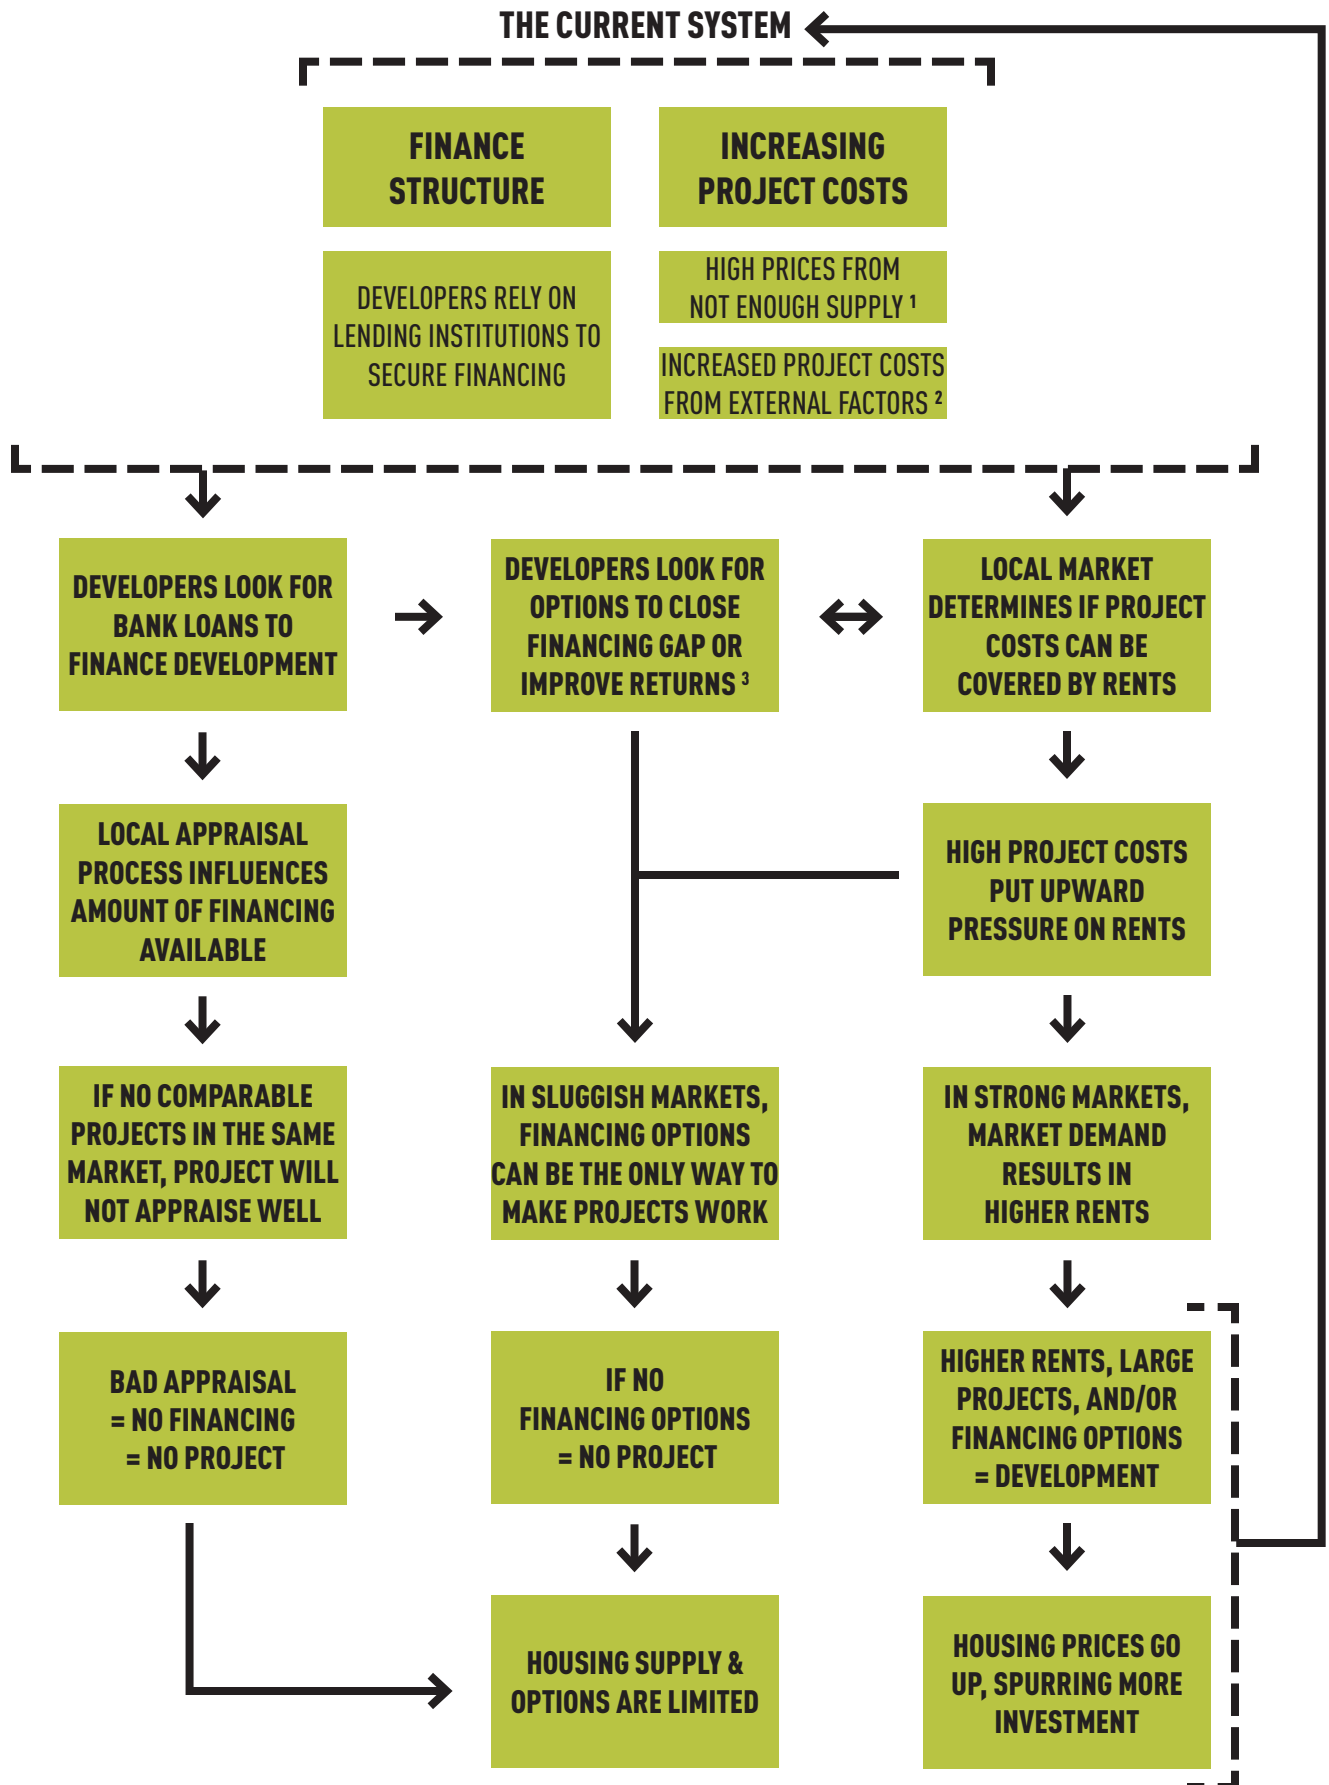 THE CURRENT SYSTEM
FINANCE
STRUCTURE
INCREASING
PROJECT COSTS
DEVELOPERS RELY ON
LENDING INSTITUTIONS TO
SECURE FINANCING
HIGH PRICES FROM
NOT ENOUGH SUPPLY ¹
INCREASED PROJECT COSTS
FROM EXTERNAL FACTORS ²
DEVELOPERS LOOK FOR
BANK LOANS TO
FINANCE DEVELOPMENT
DEVELOPERS LOOK FOR
OPTIONS TO CLOSE
FINANCING GAP OR
IMPROVE RETURNS ³
LOCAL MARKET
DETERMINES IF PROJECT
COSTS CAN BE
COVERED BY RENTS
LOCAL APPRAISAL
PROCESS INFLUENCES
AMOUNT OF FINANCING
AVAILABLE
HIGH PROJECT COSTS
PUT UPWARD
PRESSURE ON RENTS
IF NO COMPARABLE
PROJECTS IN THE SAME
MARKET, PROJECT WILL
NOT APPRAISE WELL
IN SLUGGISH MARKETS,
FINANCING OPTIONS
CAN BE THE ONLY WAY TO
MAKE PROJECTS WORK
IN STRONG MARKETS,
MARKET DEMAND
RESULTS IN
HIGHER RENTS
BAD APPRAISAL
= NO FINANCING
= NO PROJECT
IF NO
FINANCING OPTIONS
= NO PROJECT
HIGHER RENTS, LARGE
PROJECTS, AND/OR
FINANCING OPTIONS
= DEVELOPMENT
HOUSING SUPPLY &
OPTIONS ARE LIMITED
HOUSING PRICES GO
UP, SPURRING MORE
INVESTMENT